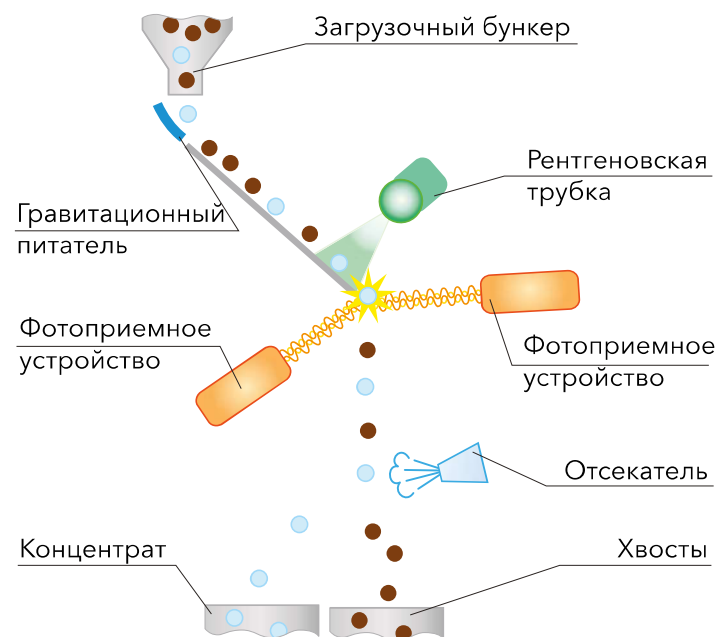 Загрузочный бункер
Рентгеновская
трубка
Гравитационный
питатель
Фотоприемное
устройство
Фотоприемное
устройство
Отсекатель
Концентрат
Хвосты